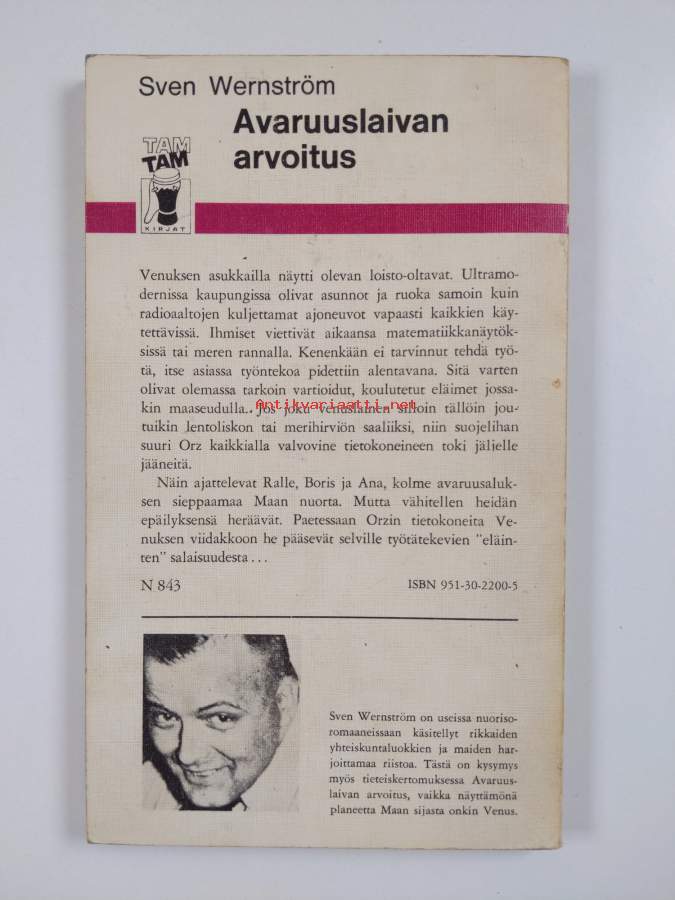 Sven Wernström
Avaruuslaivan
arvoitus
TAM
TAM
KIRJAT
Venuksen asukkailla näytti olevan loisto-oltavat. Ultramo-
dernissa kaupungissa olivat asunnot ja ruoka samoin kuin
radioaaltojen kuljettamat ajoneuvot vapaasti kaikkien käy-
tettävissä. Ihmiset viettivät aikaansa matematiikkanäytök-
sissä tai meren rannalla. Kenenkään ei tarvinnut tehdä työ-
tä, itse asiassa työntekoa pidettiin alentavana. Sitä varten
olivat olemassa tarkoin vartioidut, koulutetut eläimet jossa-
kin maaseudulla. Jos joku venuslainen silloin tällöin jou-
Antikvariaatti.net
tuikin lentoliskon tai merihirviön saaliiksi, niin suojelihan
suuri Orz kaikkialla valvovine tietokoneineen toki jäljelle
jääneitä.
Näin ajattelevat Ralle, Boris ja Ana, kolme avaruusaluk-
sen sieppaamaa Maan nuorta. Mutta vähitellen heidän
epäilyksensä heräävät. Paetessaan Orzin tietokoneita Ve-
nuksen viidakkoon he pääsevät selville työtätekevien "eläin-
ten" salaisuudesta...
N 843
ISBN 951-30-2200-5
Sven Wernström on useissa nuoriso-
romaaneissaan käsitellyt rikkaiden
yhteiskuntaluokkien ja maiden har-
joittamaa riistoa. Tästä on kysymys
myös tieteiskertomuksessa Avaruus-
laivan arvoitus, vaikka näyttämönä
planeetta Maan sijasta onkin Venus.